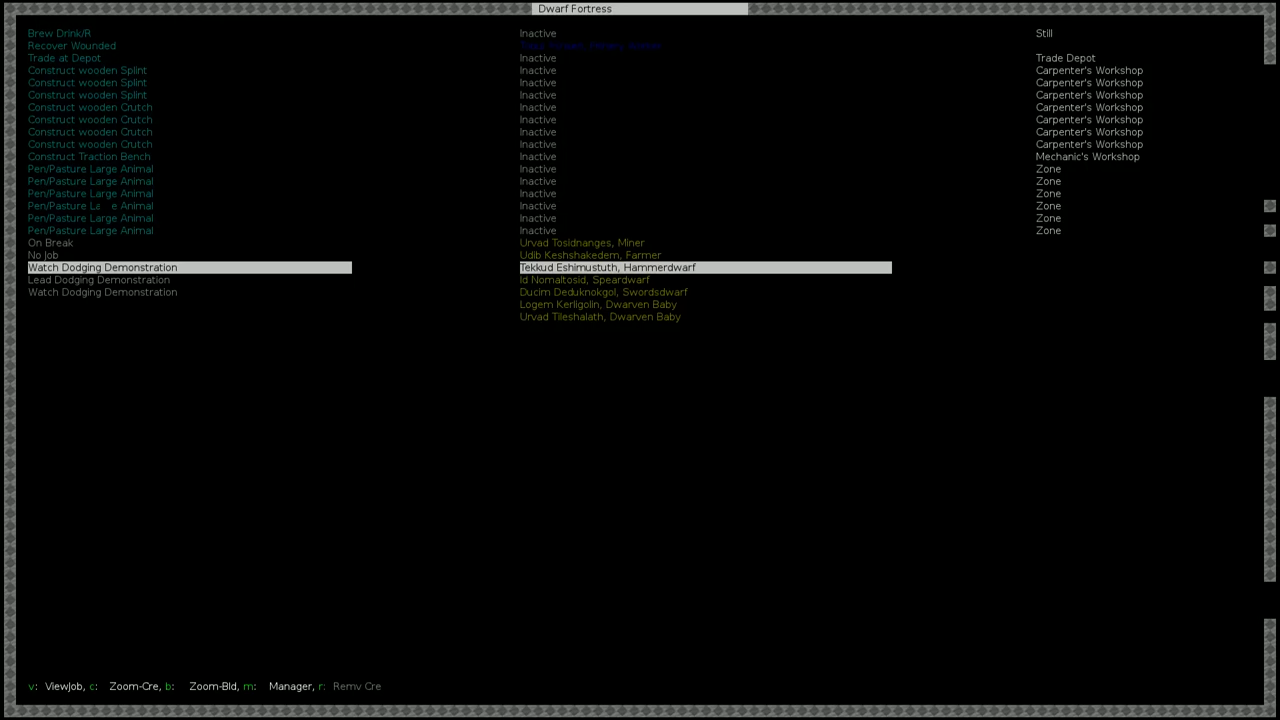 Dwarf Fortress
Brew Drink/R Inactive Still
Recover Wounded
Trade at Depot Inactive Trade Depot
Construct wooden Splint Inactive Carpenter's Workshop
Construct wooden Splint Inactive Carpenter's Workshop
Construct wooden Splint Inactive Carpenter's Workshop
Construct wooden Crutch Inactive Carpenter's Workshop
Construct wooden Crutch Inactive Carpenter's Workshop
Construct wooden Crutch Inactive Carpenter's Workshop
Construct wooden Crutch Inactive Carpenter's Workshop
Construct Traction Bench Inactive Mechanic's Workshop
Pen/Pasture Large Animal Inactive Zone
Pen/Pasture Large Animal Inactive Zone
Pen/Pasture Large Animal Inactive Zone
Pen/Pasture La e Animal Inactive Zone
Pen/Pasture Large Animal Inactive Zone
Pen/Pasture Large Animal Inactive Zone
On Break Urvad Tosidnanges, Miner
No Job Udib Keshshakedem, Farmer
Watch Dodging Demonstration Tekkud Eshimustuth, Hammerdwarf
Lead Dodging Demonstration Id Nomaltosid, Speardwarf
Watch Dodging Demonstration Ducim Deduknokgol, Swordsdwarf
Logem Kerligolin, Dwarven Baby
Urvad Tileshalath, Dwarven Baby
v: ViewJob, c: Zoom-Cre, b: Zoom-Bld, m: Manager, r: Remv Cre